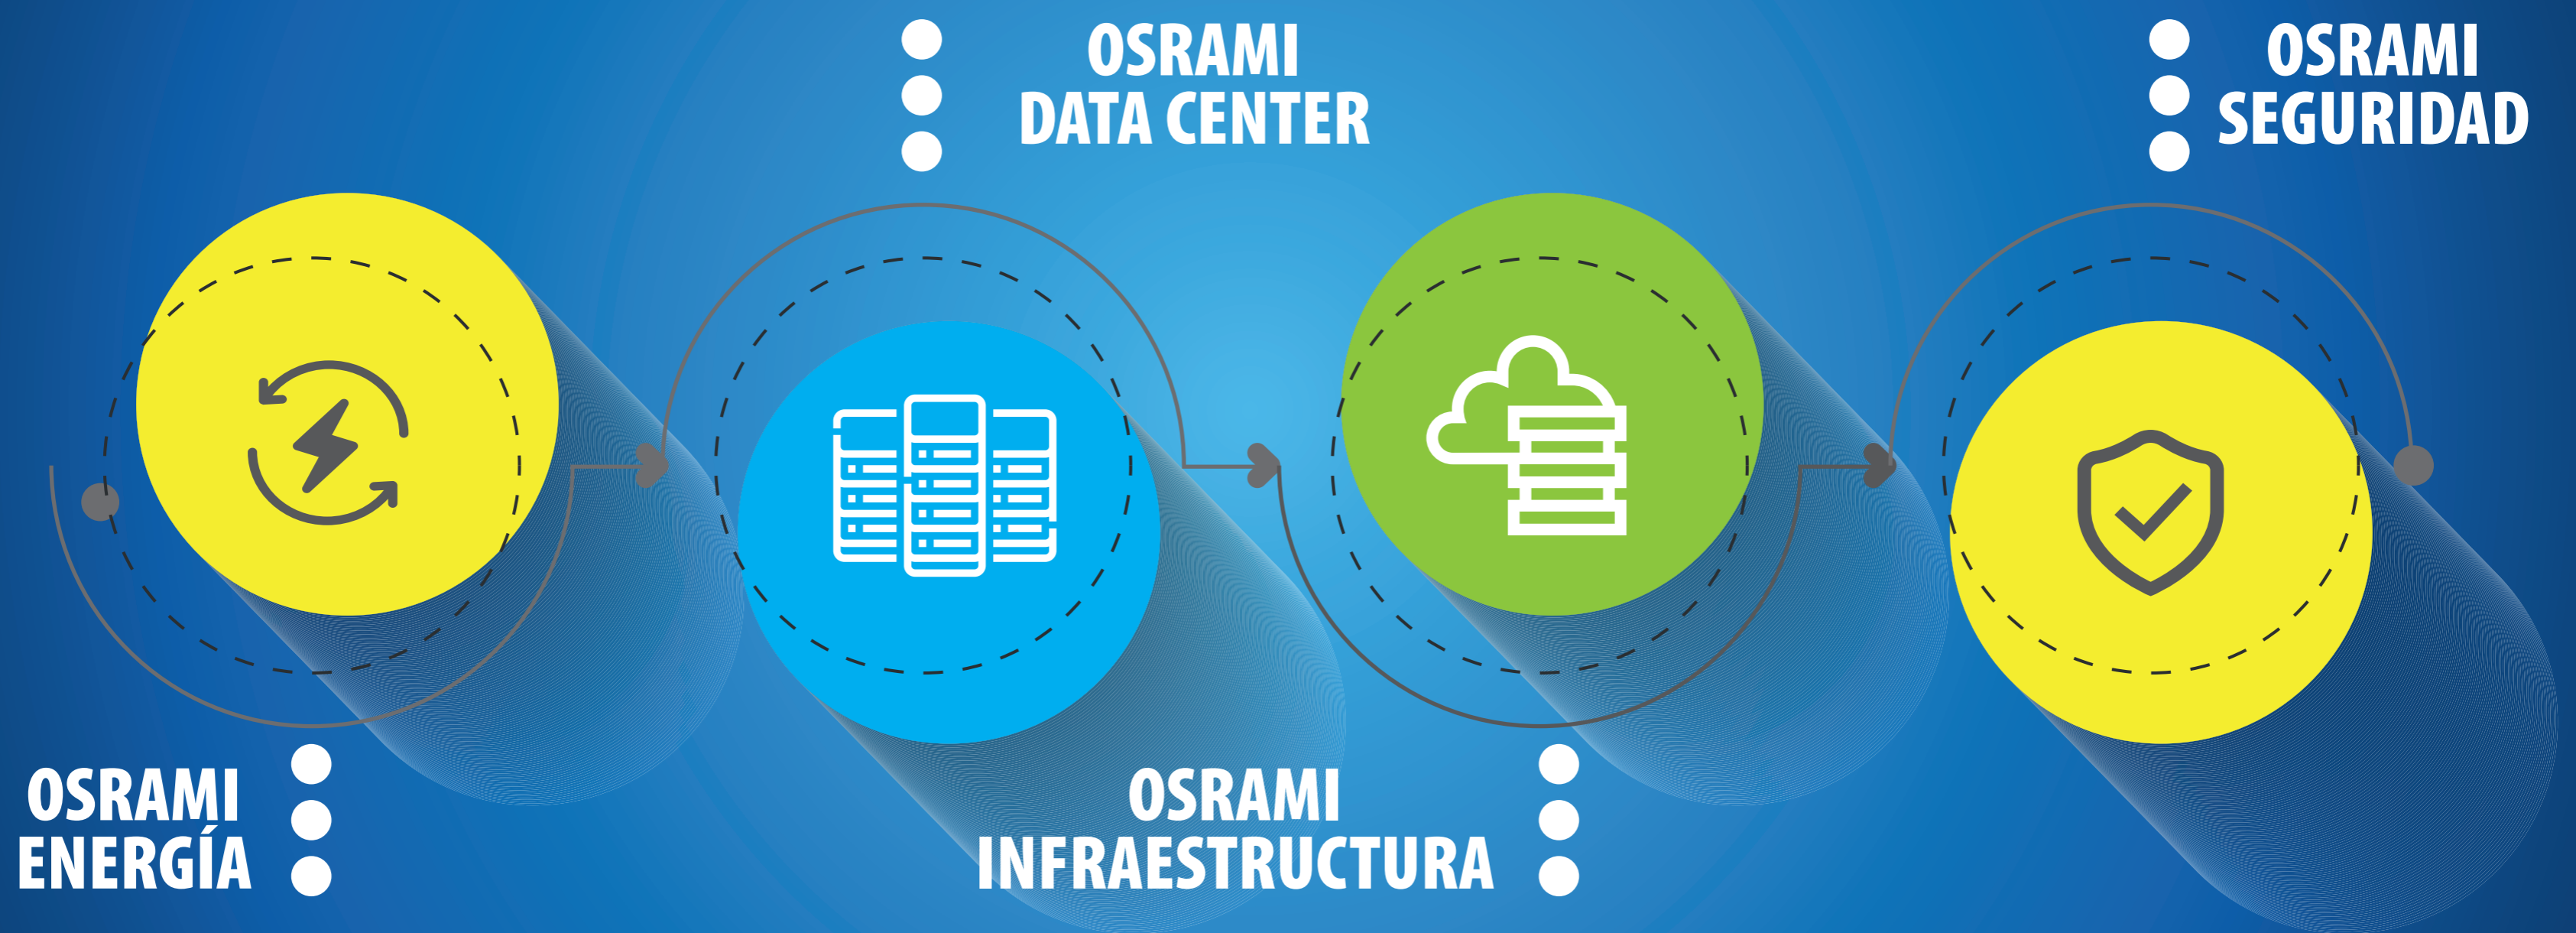 OSRAMI
ENERGÍA
OSRAMI
DATA CENTER
OSRAMI
INFRAESTRUCTURA
OSRAMI
SEGURIDAD